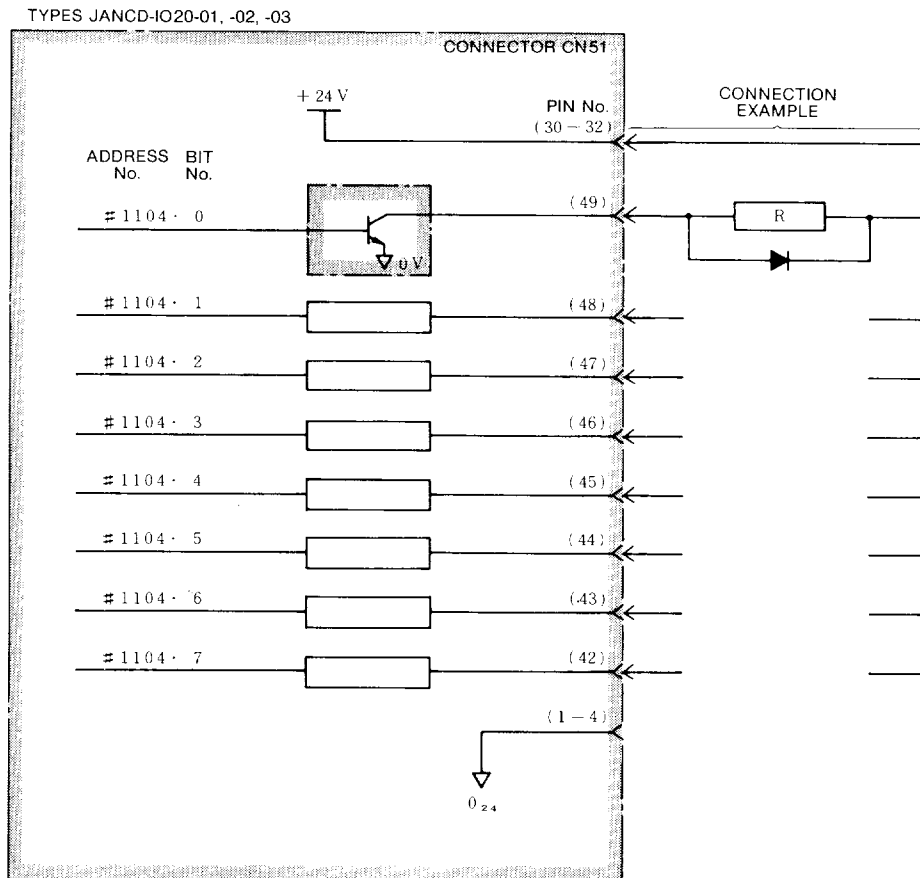 TYPES JANCD-IO20-01, -02, -03
CONNECTOR CN51
+24V
PIN No.
(30-32)
CONNECTION
EXAMPLE
ADDRESS No.
BIT No.
#1104· 0
(49)
R
0V
#1104· 1
(48)
#1104· 2
(47)
#1104· 3
(46)
#1104· 4
(45)
#1104· 5
(44)
#1104· 6
(43)
#1104· 7
(42)
(1-4)
0₂₄